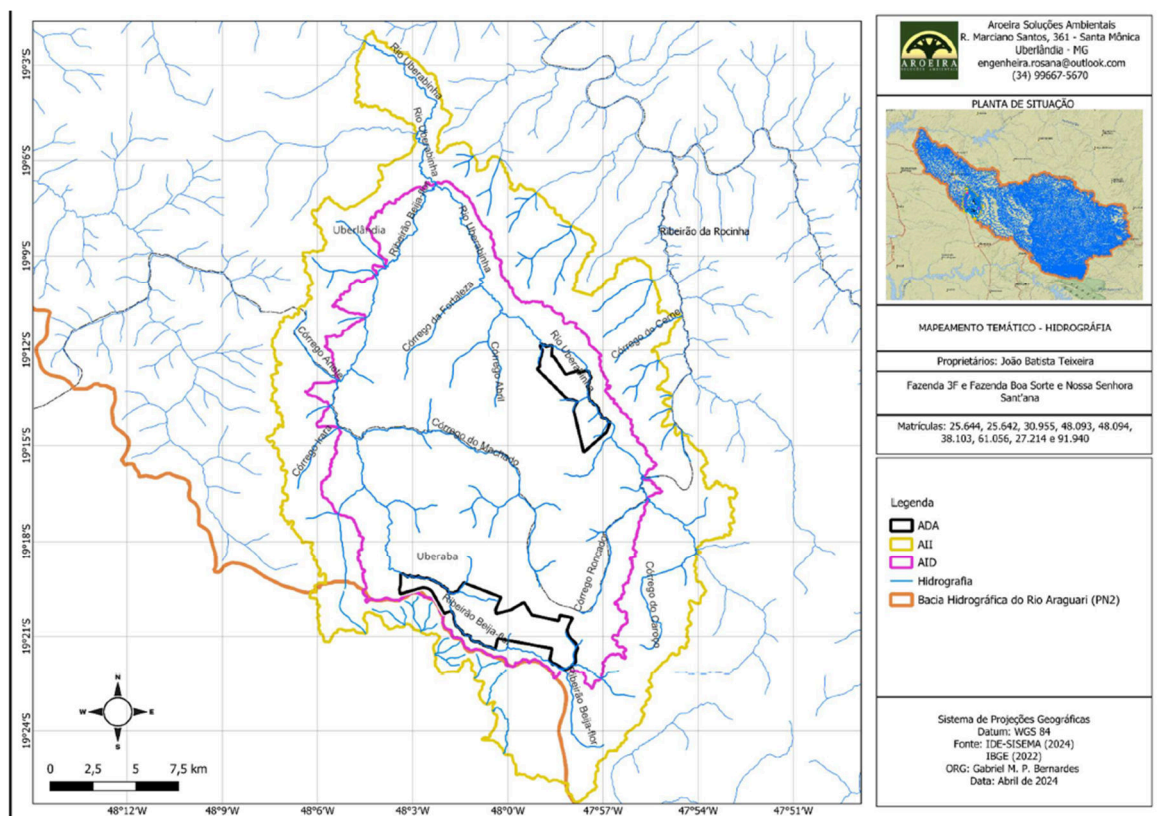 19°3'S
19°6'S
19°9'S
19°12'S
19°15'S
19°18'S
19°21'S
19°24'S
48°12'W
48°9'W
48°6'W
48°3'W
48°0'W
47°57'W
47°54'W
47°51'W
Rio Uberabinha
Rio Uberabinha
Ribeirão Beija-flor
Uberlândia
Rio Uberabinha
Ribeirão da Rocinha
Córrego da Fortaleza
Córrego
Rio Uberabinha
Córrego Abril
Córrego
Córrego do Machado
Córrego
Uberaba
Córrego Roncador
Córrego do
Ribeirão Beija-flor
Ribeirão Beija-flor
N
W
E
S
0 2,5 5 7,5 km
AROEIRA
SOLUÇÕES AMBIENTAIS
Aroeira Soluções Ambientais
R. Marciano Santos, 361 - Santa Mônica
Uberlândia - MG
engenheira.rosana@outlook.com
(34) 99667-5670
PLANTA DE SITUAÇÃO
MAPEAMENTO TEMÁTICO - HIDROGRÁFIA
Proprietários: João Batista Teixeira
Fazenda 3F e Fazenda Boa Sorte e Nossa Senhora
Sant'ana
Matrículas: 25.644, 25.642, 30.955, 48.093, 48.094,
38.103, 61.056, 27.214 e 91.940
Legenda
ADA
AII
AID
Hidrografia
Bacia Hidrográfica do Rio Araguari (PN2)
Sistema de Projeções Geográficas
Datum: WGS 84
Fonte: IDE-SISEMA (2024)
IBGE (2022)
ORG: Gabriel M. P. Bernardes
Data: Abril de 2024